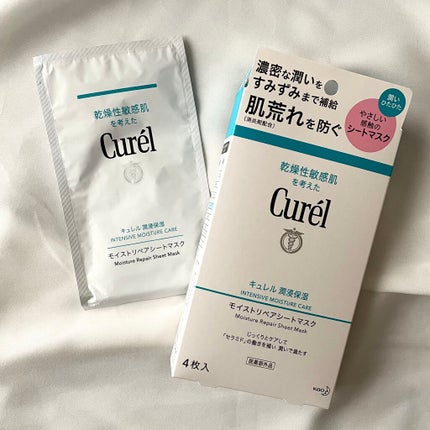 乾燥性敏感肌
を考えた
Curél
キュレル 潤浸保湿
INTENSIVE MOISTURE CARE
モイストリペアシートマスク
Moisture Repair Sheet Mask
濃密な潤いを
すみずみまで補給
肌荒れを防ぐ
(消炎剤配合)
潤い
ひたひた
やさしい
感触の
シートマスク
乾燥性敏感肌
を考えた
Curél
キュレル 潤浸保湿
INTENSIVE MOISTURE CARE
モイストリペアシートマスク
Moisture Repair Sheet Mask
じっくりとケアして
「セラミド」の働きを補い 潤いで満たす
4枚入
医薬部外品
Kao